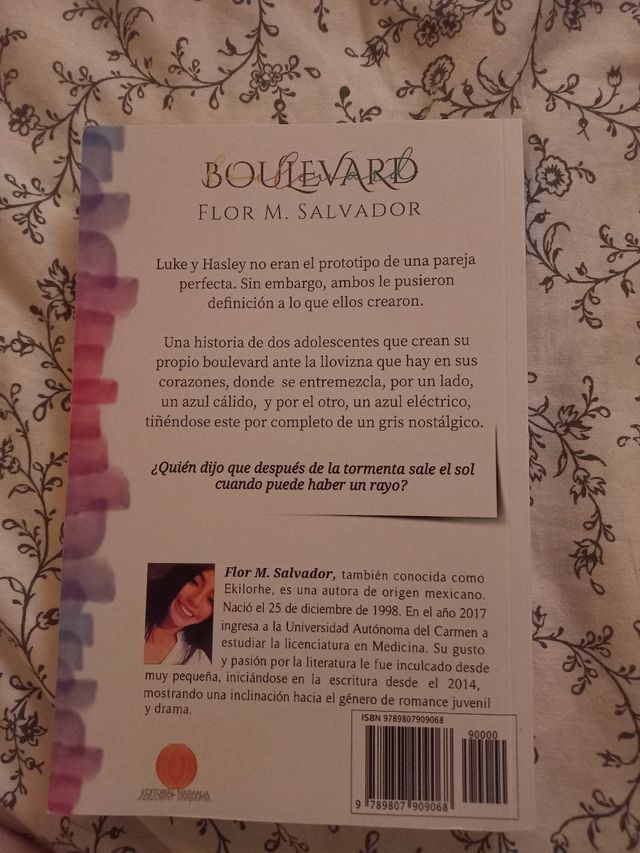 BOULEVARD
FLOR M. SALVADOR
Luke y Hasley no eran el prototipo de una pareja
perfecta. Sin embargo, ambos le pusieron
definición a lo que ellos crearon.
Una historia de dos adolescentes que crean su
propio boulevard ante la llovizna que hay en sus
corazones, donde se entremezcla, por un lado,
un azul cálido, y por el otro, un azul eléctrico,
tiñéndose este por completo de un gris nostálgico.
¿Quién dijo que después de la tormenta sale el sol
cuando puede haber un rayo?
Flor M. Salvador, también conocida como
Ekilorhe, es una autora de origen mexicano.
Nació el 25 de diciembre de 1998. En el año 2017
ingresa a la Universidad Autónoma del Carmen a
estudiar la licenciatura en Medicina. Su gusto
y pasión por la literatura le fue inculcado desde
muy pequeña, iniciándose en la escritura desde el 2014,
mostrando una inclinación hacia el género de romance juvenil
y drama.
EDITORIAL NARANJA
ISBN 9789807909068
90000
9 789807 909068